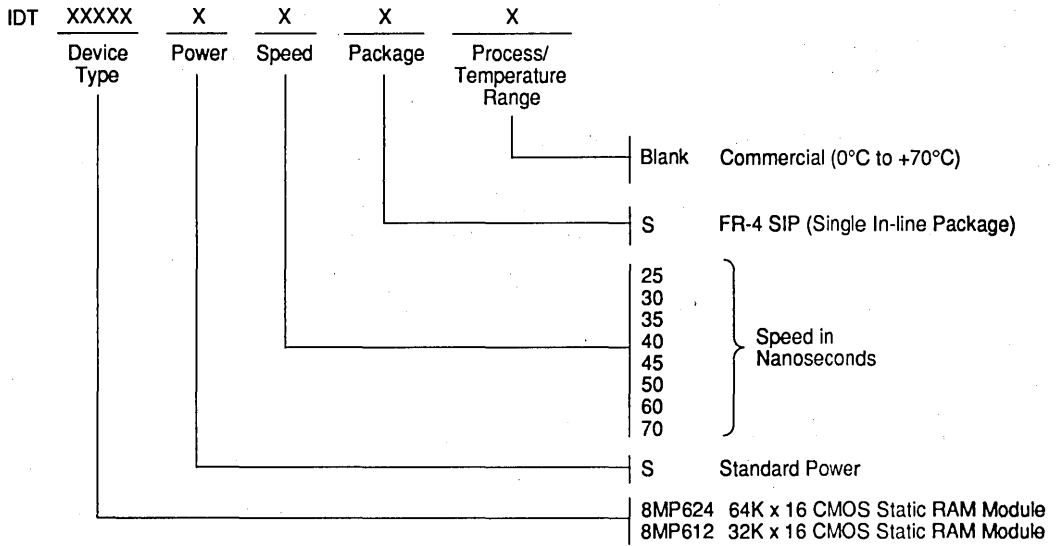 IDT XXXXX X X X X
Device Type Power Speed Package Process/ Temperature Range
Blank Commercial (0°C to +70°C)
S FR-4 SIP (Single In-line Package)
25
30
35
40
45
50
60
70
Speed in
Nanoseconds
S Standard Power
8MP624 64K x 16 CMOS Static RAM Module
8MP612 32K x 16 CMOS Static RAM Module